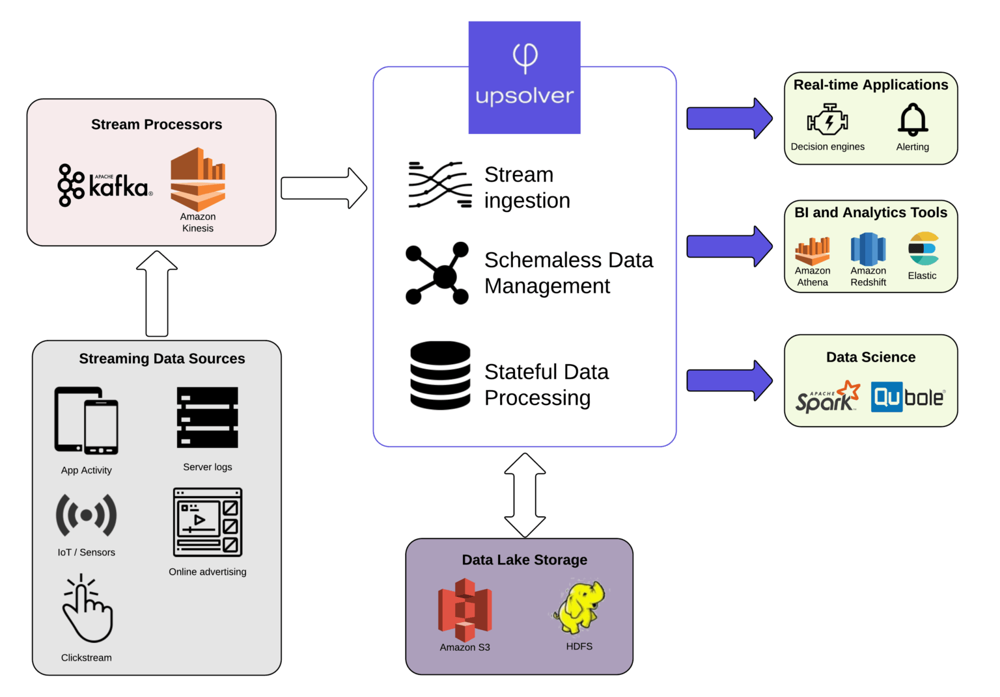 upsolver
Stream Processors
APACHE
kafka®
Amazon
Kinesis
Streaming Data Sources
App Activity
Server logs
IoT / Sensors
Online advertising
Clickstream
Stream
ingestion
Schemaless Data
Management
Stateful Data
Processing
Data Lake Storage
Amazon S3
HDFS
Real-time Applications
Decision engines
Alerting
BI and Analytics Tools
Amazon
Athena
Amazon
Redshift
Elastic
Data Science
APACHE
Spark™
Qubole®